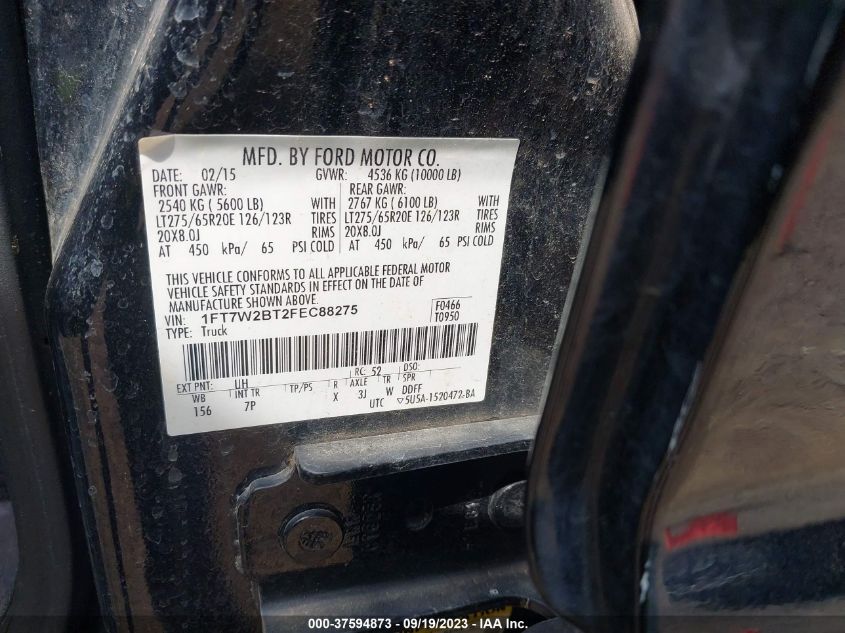 MFD. BY FORD MOTOR CO.
DATE: 02/15 GVWR: 4536 KG (10000 LB)
FRONT GAWR: REAR GAWR:
2540 KG ( 5600 LB) WITH 2767 KG ( 6100 LB) WITH
LT275/65R20E 126/123R TIRES LT275/65R20E 126/123R TIRES
20X8.0J RIMS 20X8.0J RIMS
AT 450 kPa/ 65 PSI COLD AT 450 kPa/ 65 PSI COLD
THIS VEHICLE CONFORMS TO ALL APPLICABLE FEDERAL MOTOR
VEHICLE SAFETY STANDARDS IN EFFECT ON THE DATE OF
MANUFACTURE SHOWN ABOVE.
VIN: 1FT7W2BT2FEC88275 F0466
TYPE: Truck T0950
EXT PNT: UH RC: 52 DSO:
WB INT TR TP/PS R AXLE TR SPR
156 7P X 3J W DDFF
UTC ▽5U5A-1520472-BA
000-37594873 - 09/19/2023 - IAA Inc.